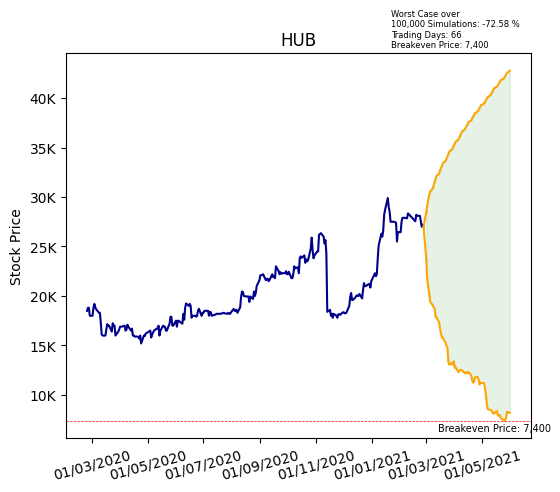 Worst Case over
100,000 Simulations: -72.58 %
Trading Days: 66
Breakeven Price: 7,400
HUB
Stock Price
40K
35K
30K
25K
20K
15K
10K
Breakeven Price: 7,400
01/03/2020
01/05/2020
01/07/2020
01/09/2020
01/11/2020
01/01/2021
01/03/2021
01/05/2021